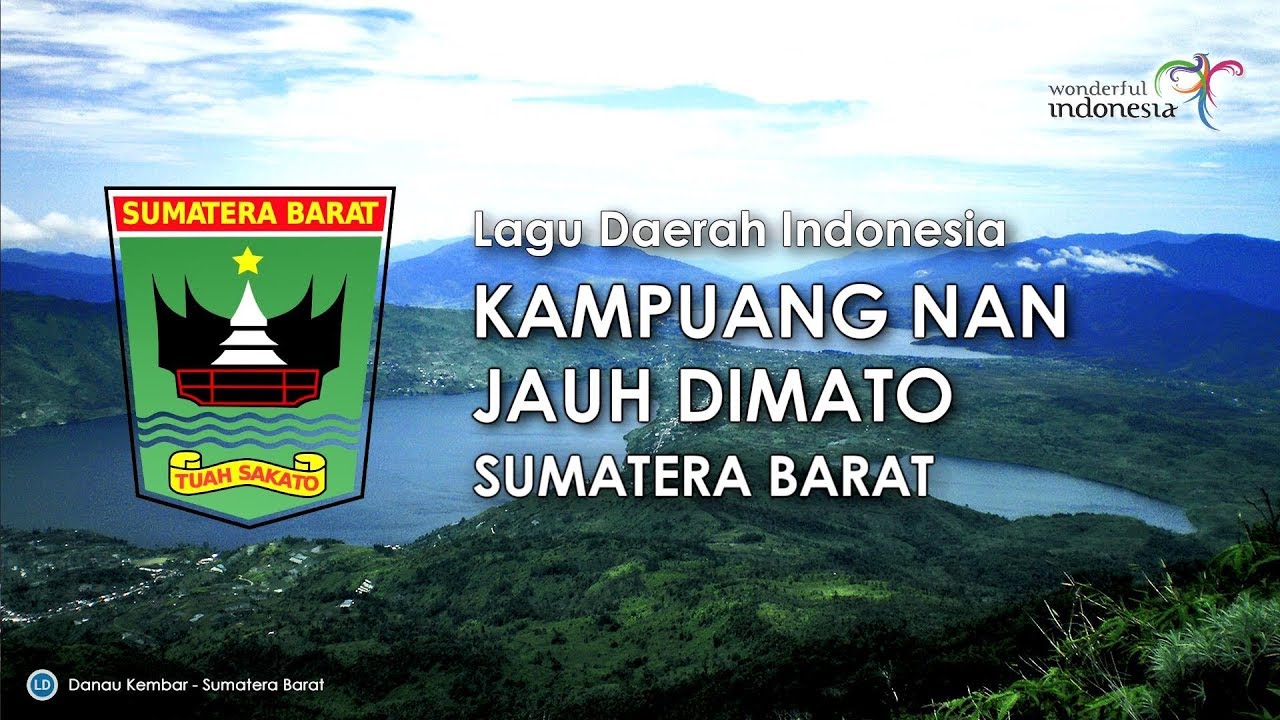 wonderful
indonesia
SUMATERA BARAT
TUAH SAKATO
Lagu Daerah Indonesia
KAMPUANG NAN
JAUH DIMATO
SUMATERA BARAT
LD
Danau Kembar - Sumatera Barat